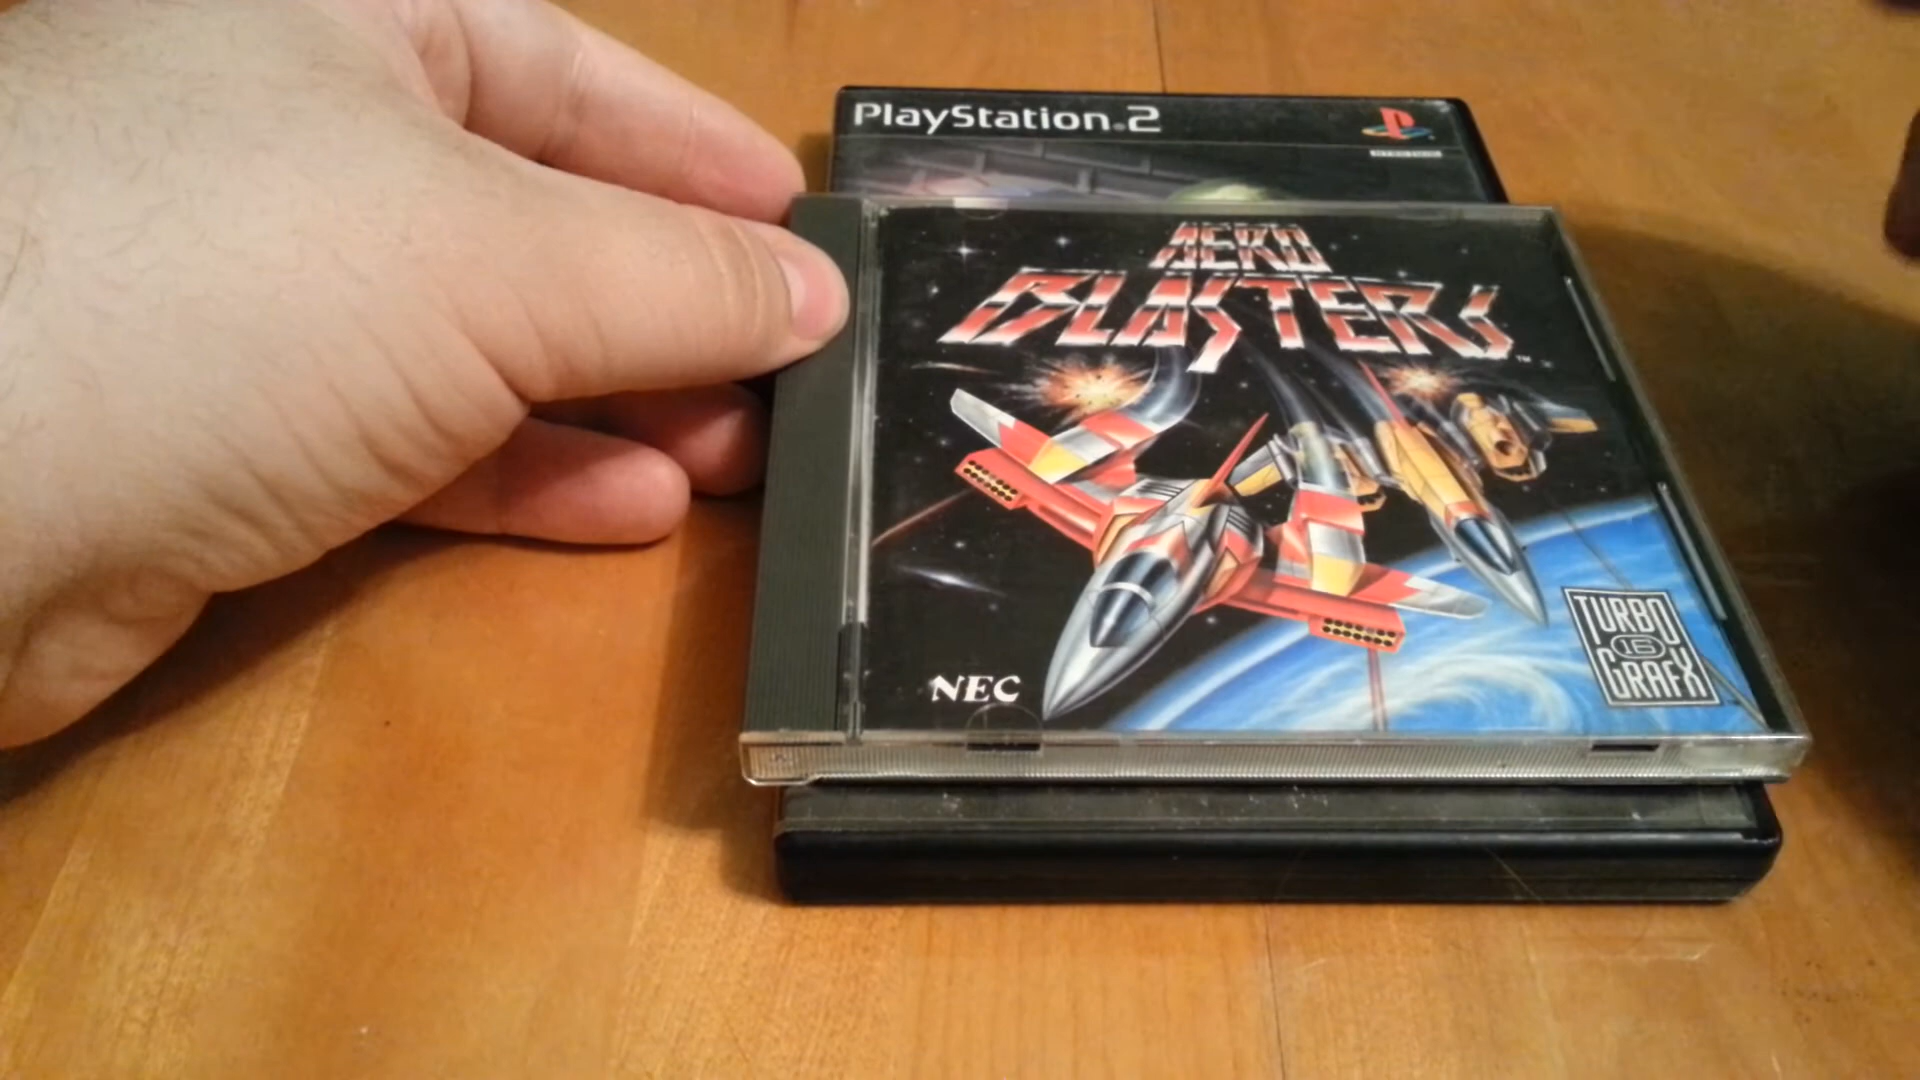 PlayStation.2
AERO
BLASTERS
TM
NEC
TURBO
16
GRAFX